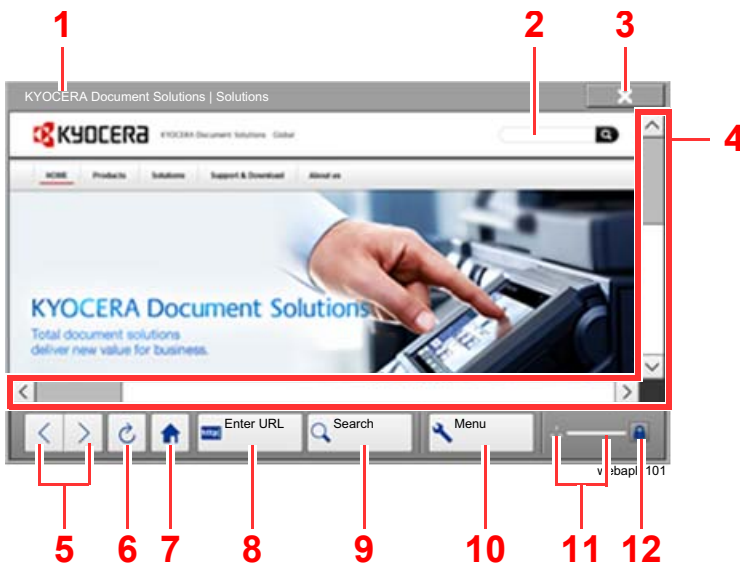 1 2 3
KYOCERA Document Solutions | Solutions
KYOCERA KYOCERA Document Solutions Global
4
HOME Products Solutions Support & Download About us
KYOCERA Document Solutions
Total document solutions
deliver new value for business.
Enter URL Search Menu
5 6 7 8 9 10 11 12